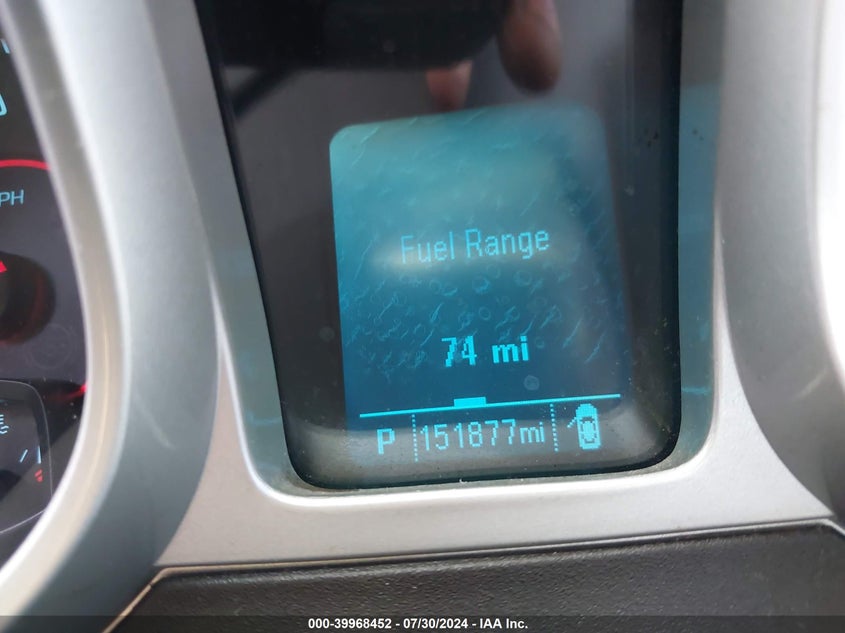 PH
Fuel Range
74 mi
P 151877mi
000-39968452 - 07/30/2024 - IAA Inc.